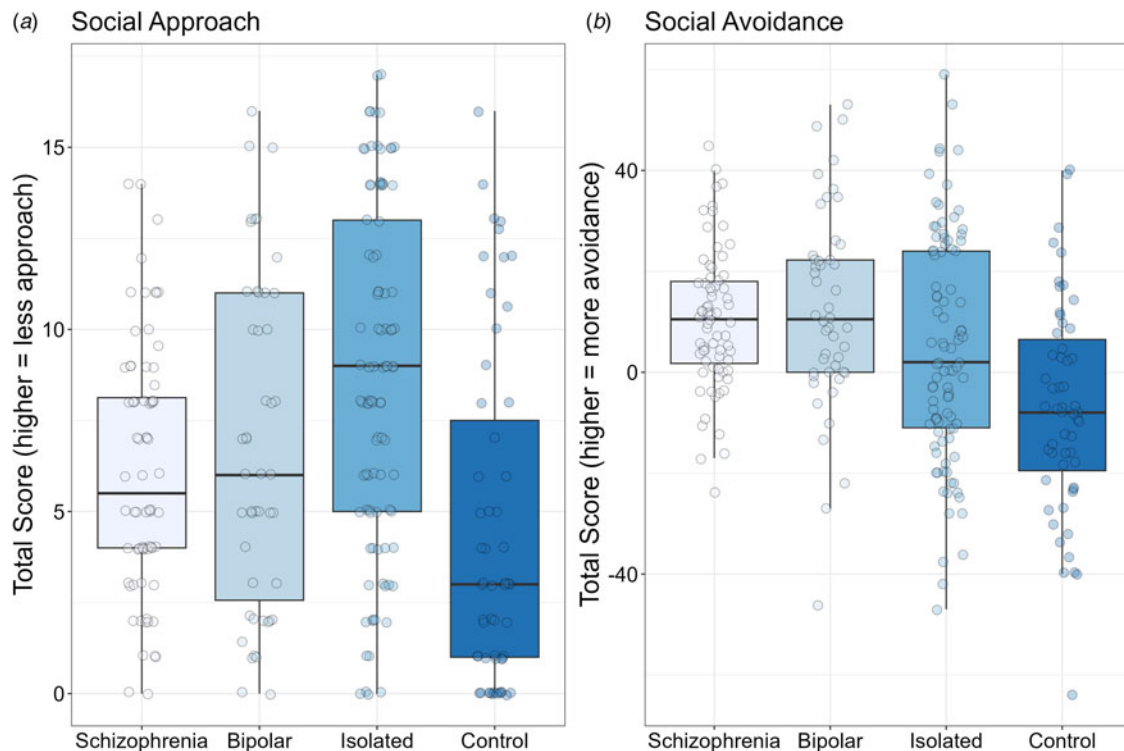 (a) Social Approach
Total Score (higher = less approach)
15
10
5
0
Schizophrenia Bipolar Isolated Control
(b) Social Avoidance
Total Score (higher = more avoidance)
40
0
-40
Schizophrenia Bipolar Isolated Control